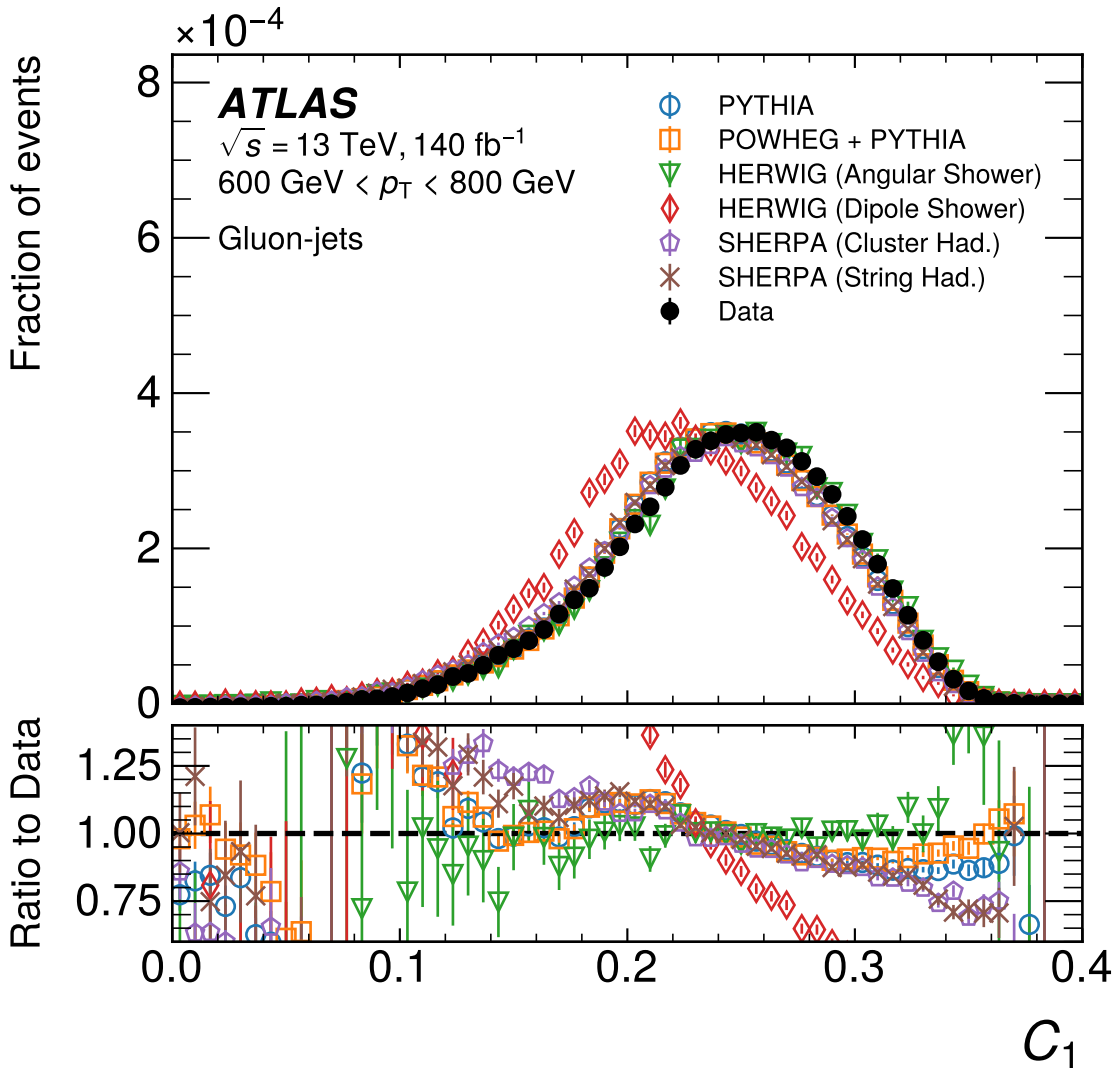 ×10⁻⁴
Fraction of events
8
6
4
2
0
ATLAS
√s = 13 TeV, 140 fb⁻¹
600 GeV < pT < 800 GeV
Gluon-jets
PYTHIA
POWHEG + PYTHIA
HERWIG (Angular Shower)
HERWIG (Dipole Shower)
SHERPA (Cluster Had.)
SHERPA (String Had.)
Data
Ratio to Data
1.25
1.00
0.75
0.0 0.1 0.2 0.3 0.4
C₁